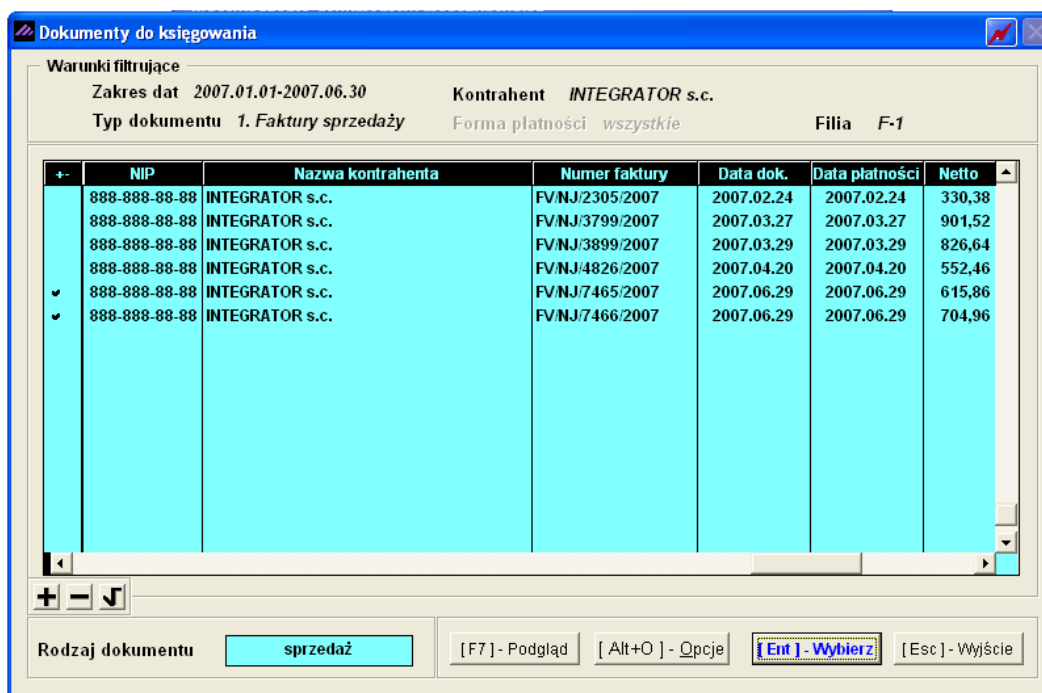 Dokumenty do księgowania
Warunki filtrujące
Zakres dat 2007.01.01-2007.06.30 Kontrahent INTEGRATOR s.c.
Typ dokumentu 1. Faktury sprzedaży Forma płatności wszystkie Filia F-1
+- NIP Nazwa kontrahenta Numer faktury Data dok. Data płatności Netto
888-888-88-88 INTEGRATOR s.c. FV/NJ/2305/2007 2007.02.24 2007.02.24 330,38
888-888-88-88 INTEGRATOR s.c. FV/NJ/3799/2007 2007.03.27 2007.03.27 901,52
888-888-88-88 INTEGRATOR s.c. FV/NJ/3899/2007 2007.03.29 2007.03.29 826,64
888-888-88-88 INTEGRATOR s.c. FV/NJ/4826/2007 2007.04.20 2007.04.20 552,46
888-888-88-88 INTEGRATOR s.c. FV/NJ/7465/2007 2007.06.29 2007.06.29 615,86
888-888-88-88 INTEGRATOR s.c. FV/NJ/7466/2007 2007.06.29 2007.06.29 704,96
Rodzaj dokumentu sprzedaż [ F7 ] - Podgląd [ Alt+O ] - Opcje [ Ent ] - Wybierz [ Esc ] - Wyjście